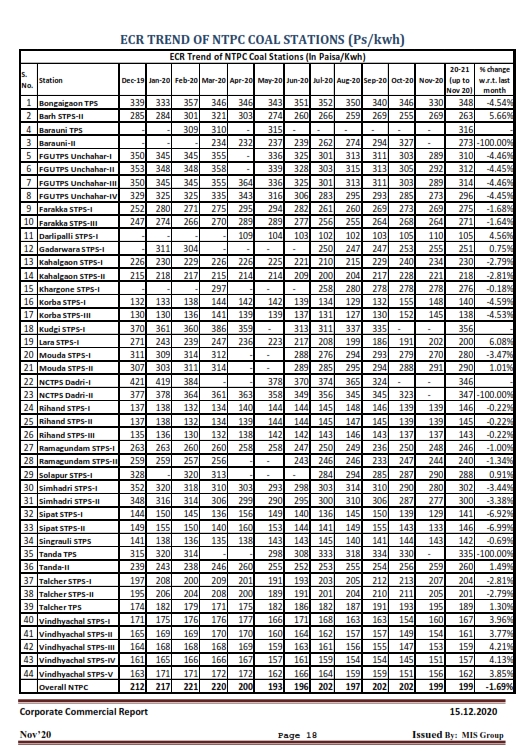 ECR TREND OF NTPC COAL STATIONS (Ps/kwh)
ECR Trend of NTPC Coal Stations (In Paisa/Kwh)
S. No. Station Dec-19 Jan-20 Feb-20 Mar-20 Apr-20 May-20 Jun-20 Jul-20 Aug-20 Sep-20 Oct-20 Nov-20 20-21 (up to Nov 20) % change w.r.t. last month
1 Bongaigaon TPS 339 333 357 346 346 343 351 352 350 340 346 330 348 -4.54%
2 Barh STPS-II 285 284 301 321 303 274 260 266 259 269 255 269 263 5.66%
4 Barauni TPS - - 309 310 - 315 - - - - - - 316 -
3 Barauni-II - - - 234 232 237 239 262 274 294 327 - 273 -100.00%
5 FGUTPS Unchahar-I 350 345 345 355 - 336 325 301 313 311 303 289 310 -4.46%
6 FGUTPS Unchahar-II 353 348 348 358 - 339 328 303 315 313 305 292 312 -4.45%
7 FGUTPS Unchahar-III 350 345 345 355 364 336 325 301 313 311 303 289 314 -4.46%
8 FGUTPS Unchahar-IV 329 325 325 335 343 316 306 283 295 293 285 273 296 -4.45%
9 Farakka STPS-I 252 280 271 275 295 294 282 261 260 269 273 269 275 -1.68%
10 Farakka STPS-III 247 274 266 270 289 289 277 256 255 264 268 264 271 -1.64%
11 Darlipalli STPS-I - - - - 109 104 103 102 102 103 105 110 105 4.56%
12 Gadarwara STPS-I - 311 304 - - - - 250 247 247 253 255 251 0.75%
13 Kahalgaon STPS-I 226 230 229 226 226 225 221 210 215 229 240 234 230 -2.79%
14 Kahalgaon STPS-II 215 218 217 215 214 214 209 200 204 217 228 221 218 -2.81%
15 Khargone STPS-I - - - 297 - - - 258 280 278 278 278 276 -0.18%
16 Korba STPS-I 132 133 138 144 142 142 139 134 129 132 155 148 140 -4.59%
17 Korba STPS-III 130 130 136 141 139 139 137 131 127 130 152 145 138 -4.53%
18 Kudgi STPS-I 370 361 360 386 359 - 313 311 337 335 - - 356 -
19 Lara STPS-I 271 243 239 247 236 223 217 208 199 186 191 202 200 6.08%
20 Mouda STPS-I 311 309 314 312 - - 288 276 294 293 279 270 280 -3.47%
21 Mouda STPS-II 307 303 311 314 - - 289 285 291 294 288 291 290 1.01%
22 NCTPS Dadri-I 421 419 384 - - 378 370 374 365 324 - - 346 -
23 NCTPS Dadri-II 377 378 364 361 363 358 349 356 345 345 323 - 347 -100.00%
24 Rihand STPS-I 137 138 132 134 140 144 144 145 148 146 139 139 146 -0.22%
25 Rihand STPS-II 137 138 132 134 139 144 144 145 147 145 139 139 145 -0.22%
26 Rihand STPS-III 135 136 130 132 138 142 142 143 146 143 137 137 143 -0.22%
27 Ramagundam STPS-I 263 263 260 260 258 258 247 250 249 236 250 248 246 -1.00%
28 Ramagundam STPS-II 259 259 257 256 - - 243 246 246 233 247 244 240 -1.34%
29 Solapur STPS-I 328 - 320 313 - - - 284 294 285 287 290 288 0.91%
30 Simhadri STPS-I 352 320 318 310 303 293 298 303 314 310 290 280 302 -3.44%
31 Simhadri STPS-II 348 316 314 306 299 290 295 300 310 306 287 277 300 -3.38%
32 Sipat STPS-I 144 150 145 136 156 149 140 136 145 150 139 129 141 -6.92%
33 Sipat STPS-II 149 155 150 140 160 153 144 141 149 155 143 133 146 -6.99%
34 Singrauli STPS 141 138 136 135 138 143 143 145 140 141 144 143 142 -0.69%
35 Tanda TPS 315 320 314 - - 298 308 333 318 334 330 - 335 -100.00%
36 Tanda-II 239 243 238 246 260 255 252 253 255 254 256 259 260 1.49%
37 Talcher STPS-I 197 208 200 209 201 191 193 203 205 212 213 207 204 -2.81%
38 Talcher STPS-II 195 206 204 208 200 189 191 200 204 210 211 205 201 -2.79%
39 Talcher TPS 174 182 179 171 175 182 186 182 187 191 193 195 189 1.30%
40 Vindhyachal STPS-I 171 175 176 176 177 166 171 168 163 163 154 160 167 3.96%
41 Vindhyachal STPS-II 165 169 169 170 170 160 164 162 157 157 149 154 161 3.77%
42 Vindhyachal STPS-III 164 168 168 168 169 159 163 161 156 155 147 153 159 4.21%
43 Vindhyachal STPS-IV 161 165 166 166 167 157 161 159 154 154 145 151 157 4.13%
44 Vindhyachal STPS-V 163 171 171 172 172 162 166 164 159 159 151 156 162 3.85%
Overall NTPC 212 217 221 220 200 193 196 202 197 202 202 199 199 -1.69%
Corporate Commercial Report 15.12.2020
Nov'20 Page 18 Issued By: MIS Group